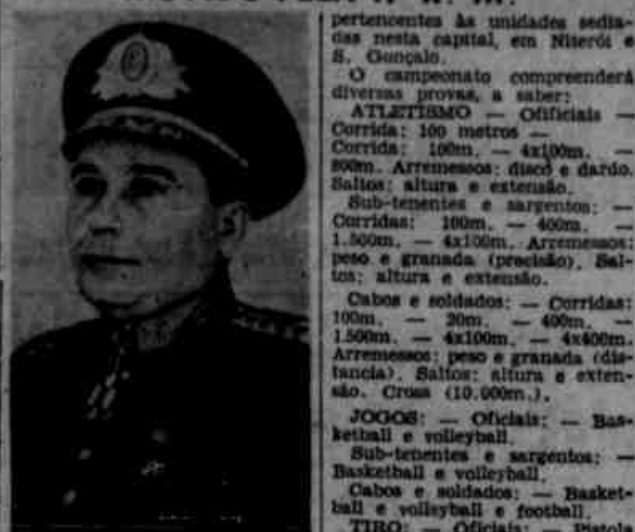 pertencentes às unidades sedia-
das nesta capital, em Niterói e
S. Gonçalo.
O campeonato compreenderá
diversas provas, a saber:
ATLETISMO — Ofificiais —
Corrida: 100 metros —
Corrida: 100m. — 4x100m. —
800m. Arremessos: disco e dardo.
Saltos: altura e extensão.
Sub-tenentes e sargentos: —
Corridas: 100m. — 400m. —
1.500m. — 4x100m. Arremessos:
peso e granada (precisão). Sal-
tos: altura e extensão.
Cabos e soldados: — Corridas:
100m. — 20m. — 400m. —
1.500m. — 4x100m. — 4x400m.
Arremessos: peso e granada (dis-
tancia). Saltos: altura e exten-
são. Cross (10.000m.).
JOGOS: — Oficiais: — Bas-
ketball e volleyball.
Sub-tenentes e sargentos: —
Basketball e volleyball.
Cabos e soldados: — Basket-
ball e volleyball e football.
TIRO: — Oficiais: — Pistola